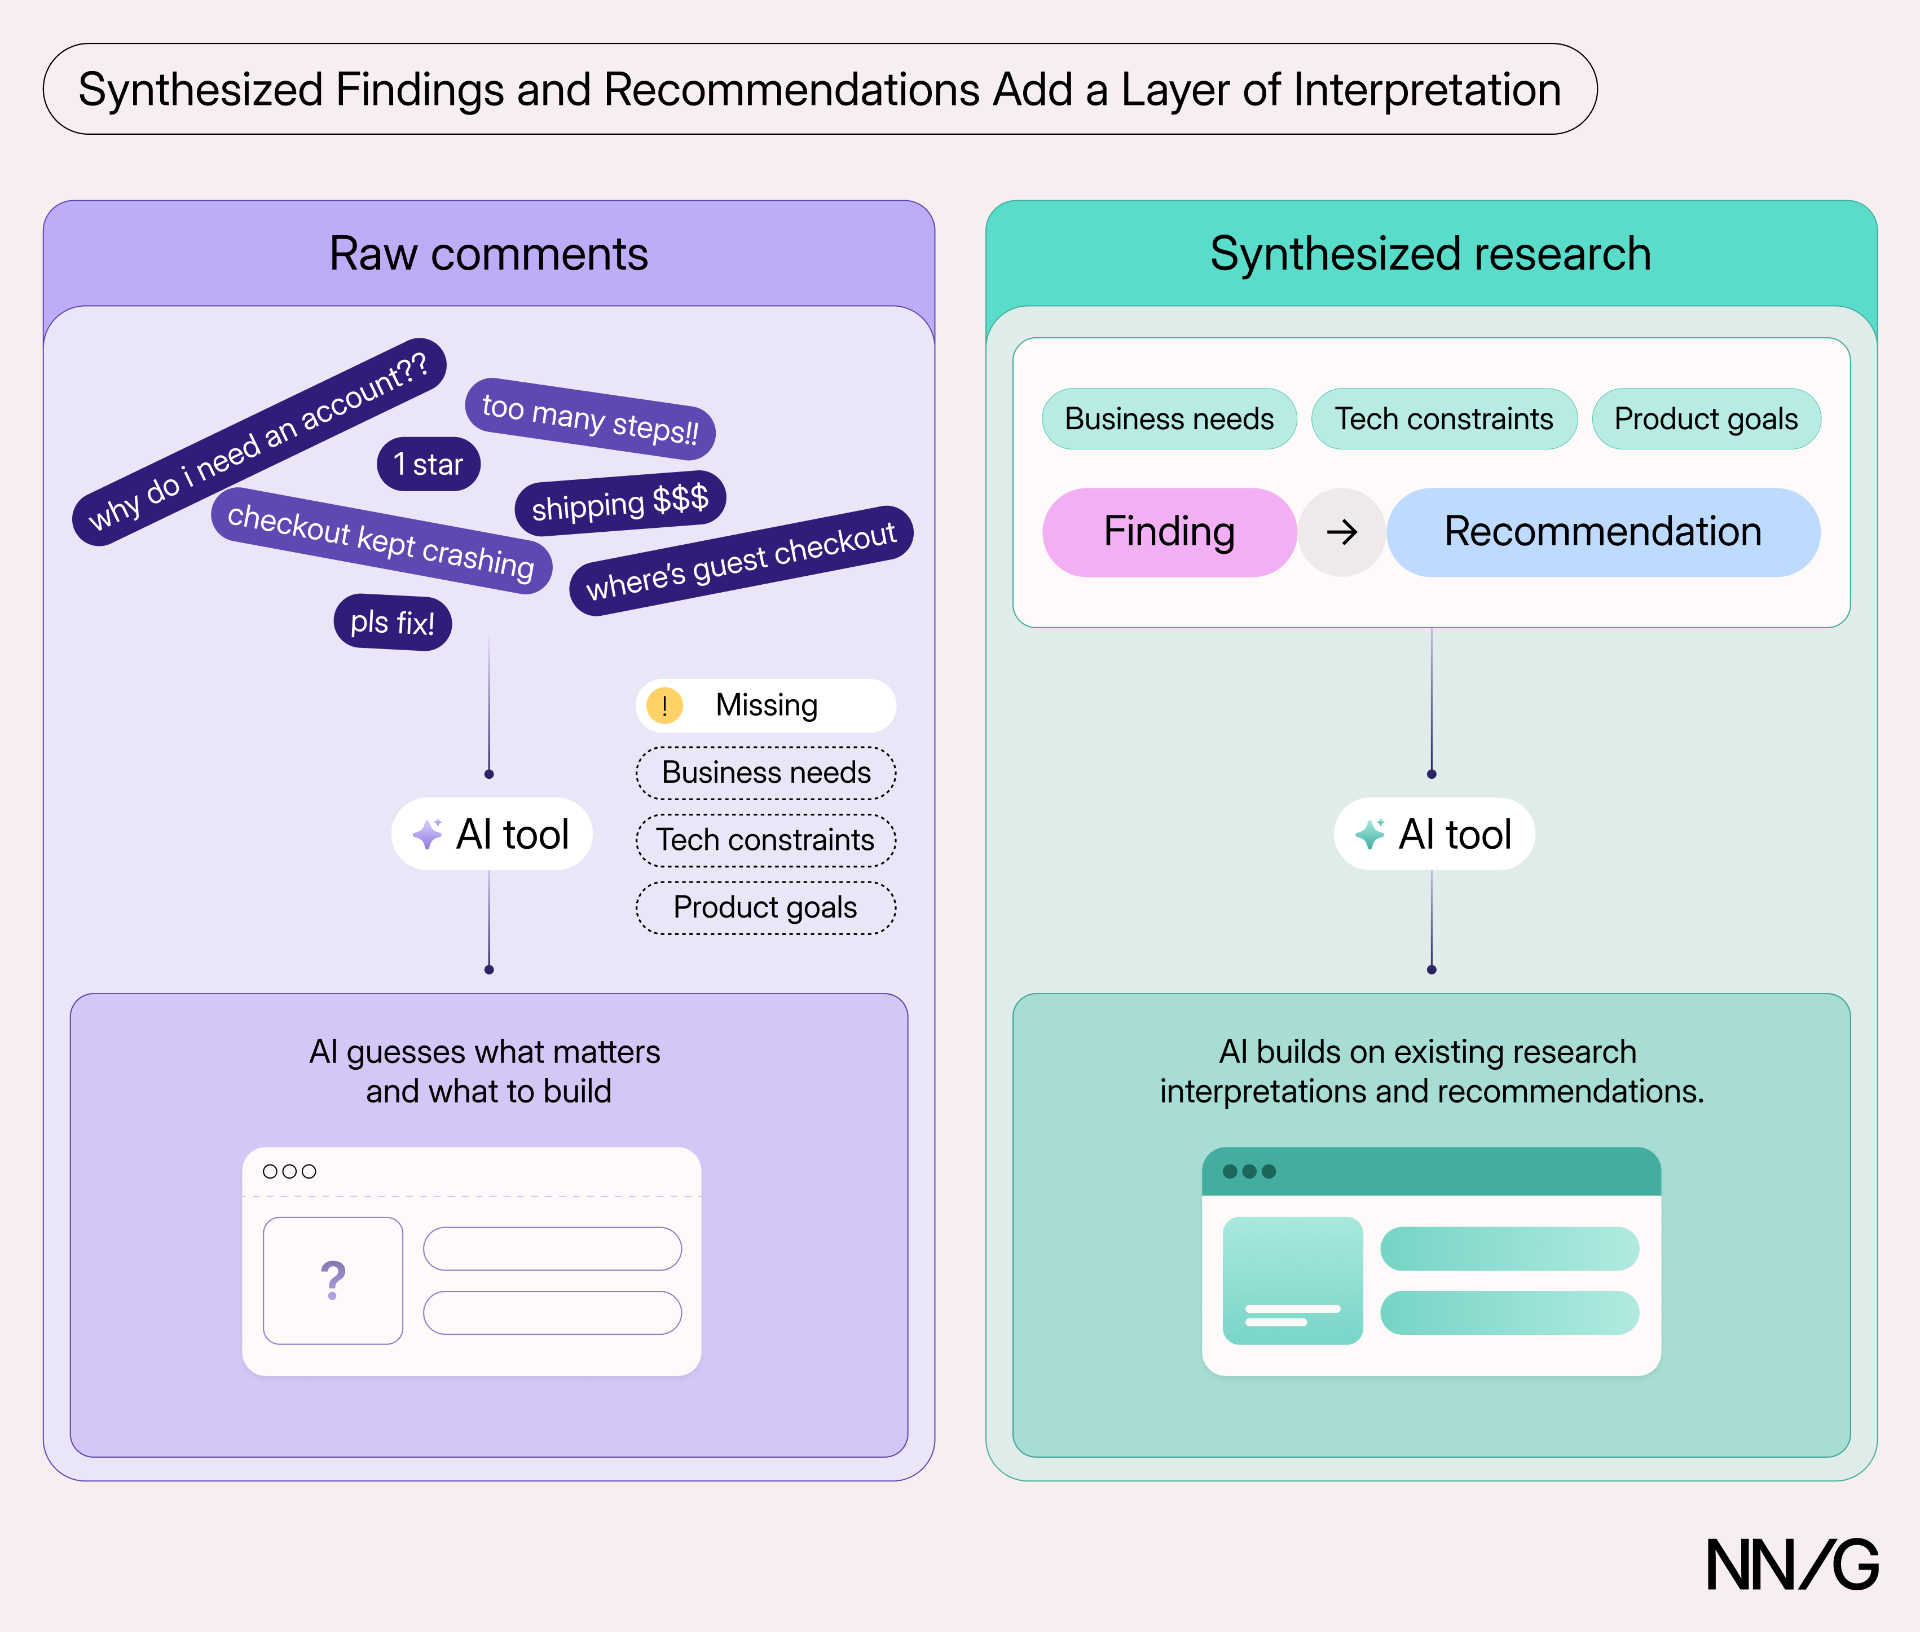 Synthesized Findings and Recommendations Add a Layer of Interpretation
Raw comments
why do i need an account??
too many steps!!
1 star
shipping $$$
checkout kept crashing
where's guest checkout
pls fix!
! Missing
Business needs
Tech constraints
Product goals
AI tool
AI guesses what matters
and what to build
?
Synthesized research
Business needs
Tech constraints
Product goals
Finding → Recommendation
AI tool
AI builds on existing research
interpretations and recommendations.
NN/G